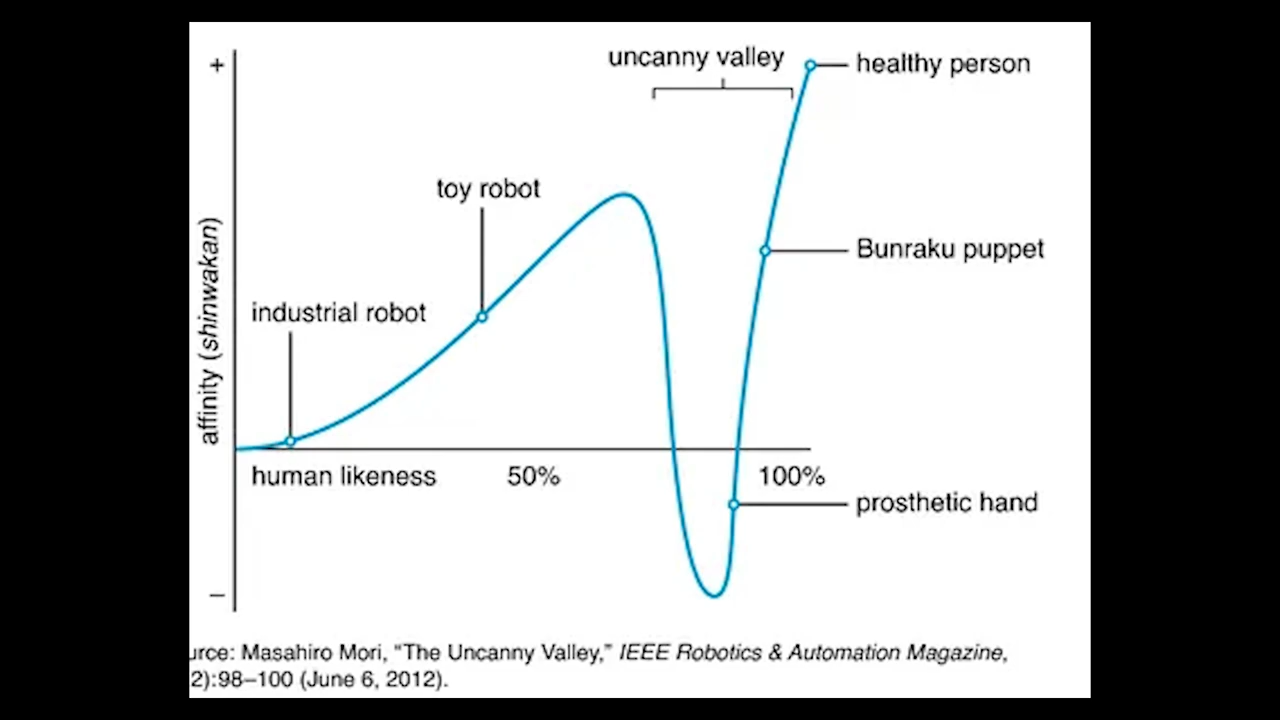 uncanny valley
+
healthy person
toy robot
Bunraku puppet
industrial robot
affinity (shinwakan)
human likeness 50% 100%
prosthetic hand
–
urce: Masahiro Mori, “The Uncanny Valley,” IEEE Robotics & Automation Magazine,
2):98–100 (June 6, 2012).